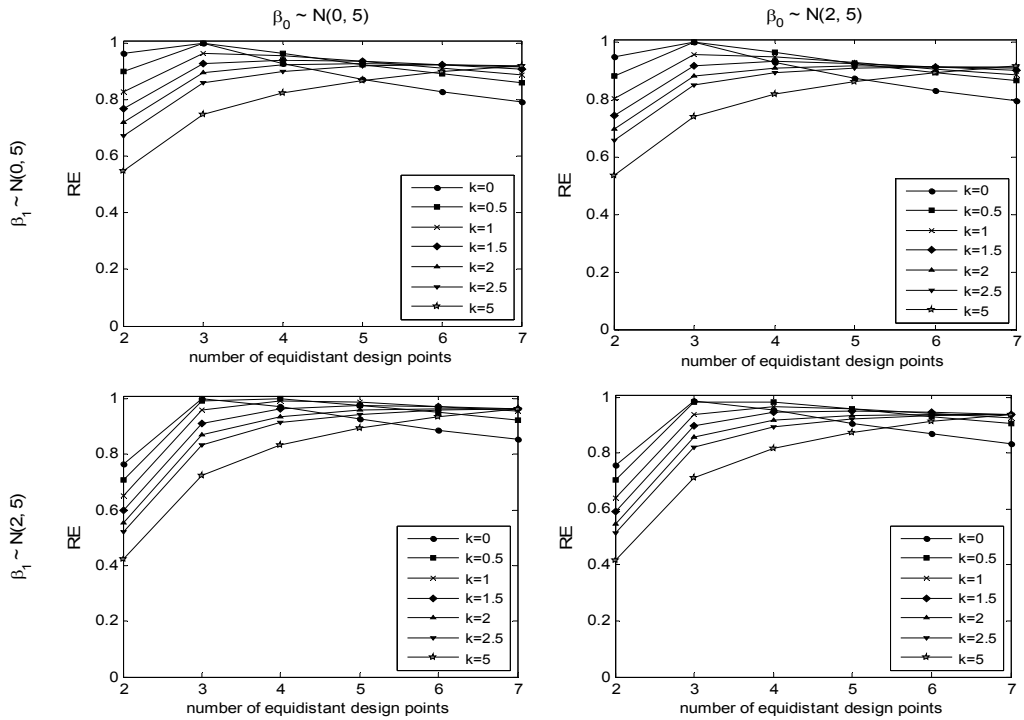 β0 ~ N(0, 5)
β0 ~ N(2, 5)
β1 ~ N(0, 5)
RE
1
0.8
0.6
0.4
0.2
0
2 3 4 5 6 7
number of equidistant design points
k=0
k=0.5
k=1
k=1.5
k=2
k=2.5
k=5
RE
1
0.8
0.6
0.4
0.2
0
2 3 4 5 6 7
number of equidistant design points
k=0
k=0.5
k=1
k=1.5
k=2
k=2.5
k=5
β1 ~ N(2, 5)
RE
1
0.8
0.6
0.4
0.2
0
2 3 4 5 6 7
number of equidistant design points
k=0
k=0.5
k=1
k=1.5
k=2
k=2.5
k=5
RE
1
0.8
0.6
0.4
0.2
0
2 3 4 5 6 7
number of equidistant design points
k=0
k=0.5
k=1
k=1.5
k=2
k=2.5
k=5